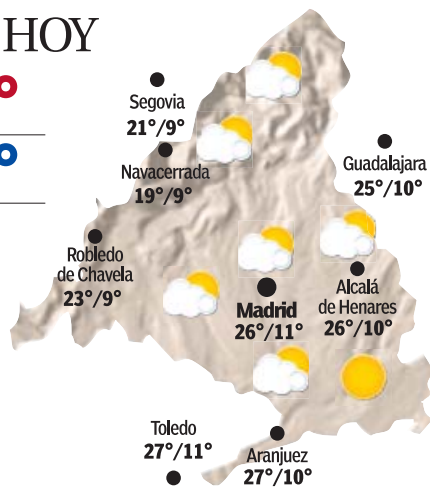 HOY
Segovia
21°/9°
Navacerrada
19°/9°
Guadalajara
25°/10°
Robledo
de Chavela
23°/9°
Madrid
26°/11°
Alcalá
de Henares
26°/10°
Toledo
27°/11°
Aranjuez
27°/10°